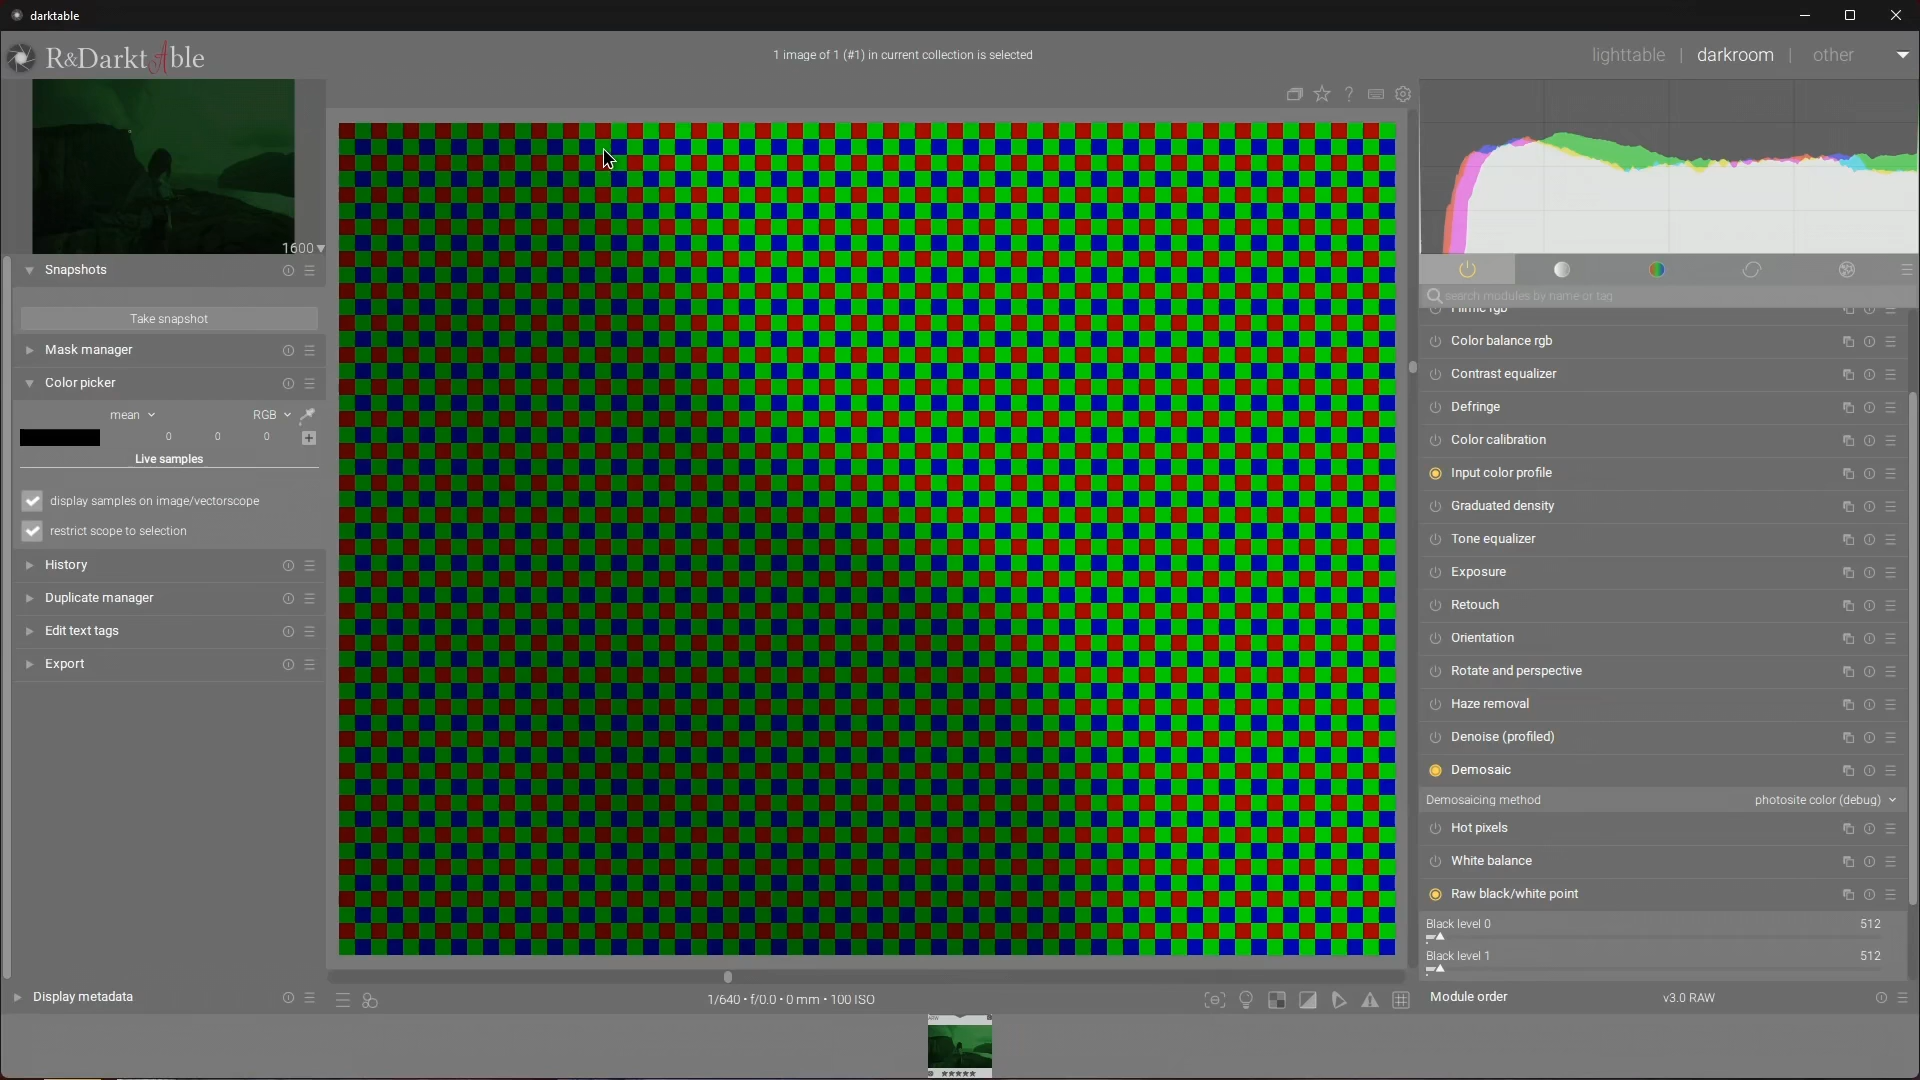 darktable
R&DarktAble
1 image of 1 (#1) in current collection is selected
lighttable | darkroom | other
1600
Snapshots
Take snapshot
Mask manager
Color picker
mean RGB
0 0 0
Live samples
display samples on image/vectorscope
restrict scope to selection
History
Duplicate manager
Edit text tags
Export
Display metadata
1/640 • f/0.0 • 0 mm • 100 ISO
search modules by name or tag
Filmic rgb
Color balance rgb
Contrast equalizer
Defringe
Color calibration
Input color profile
Graduated density
Tone equalizer
Exposure
Retouch
Orientation
Rotate and perspective
Haze removal
Denoise (profiled)
Demosaic
Demosaicing method photosite color (debug)
Hot pixels
White balance
Raw black/white point
Black level 0 512
Black level 1 512
Module order v3.0 RAW